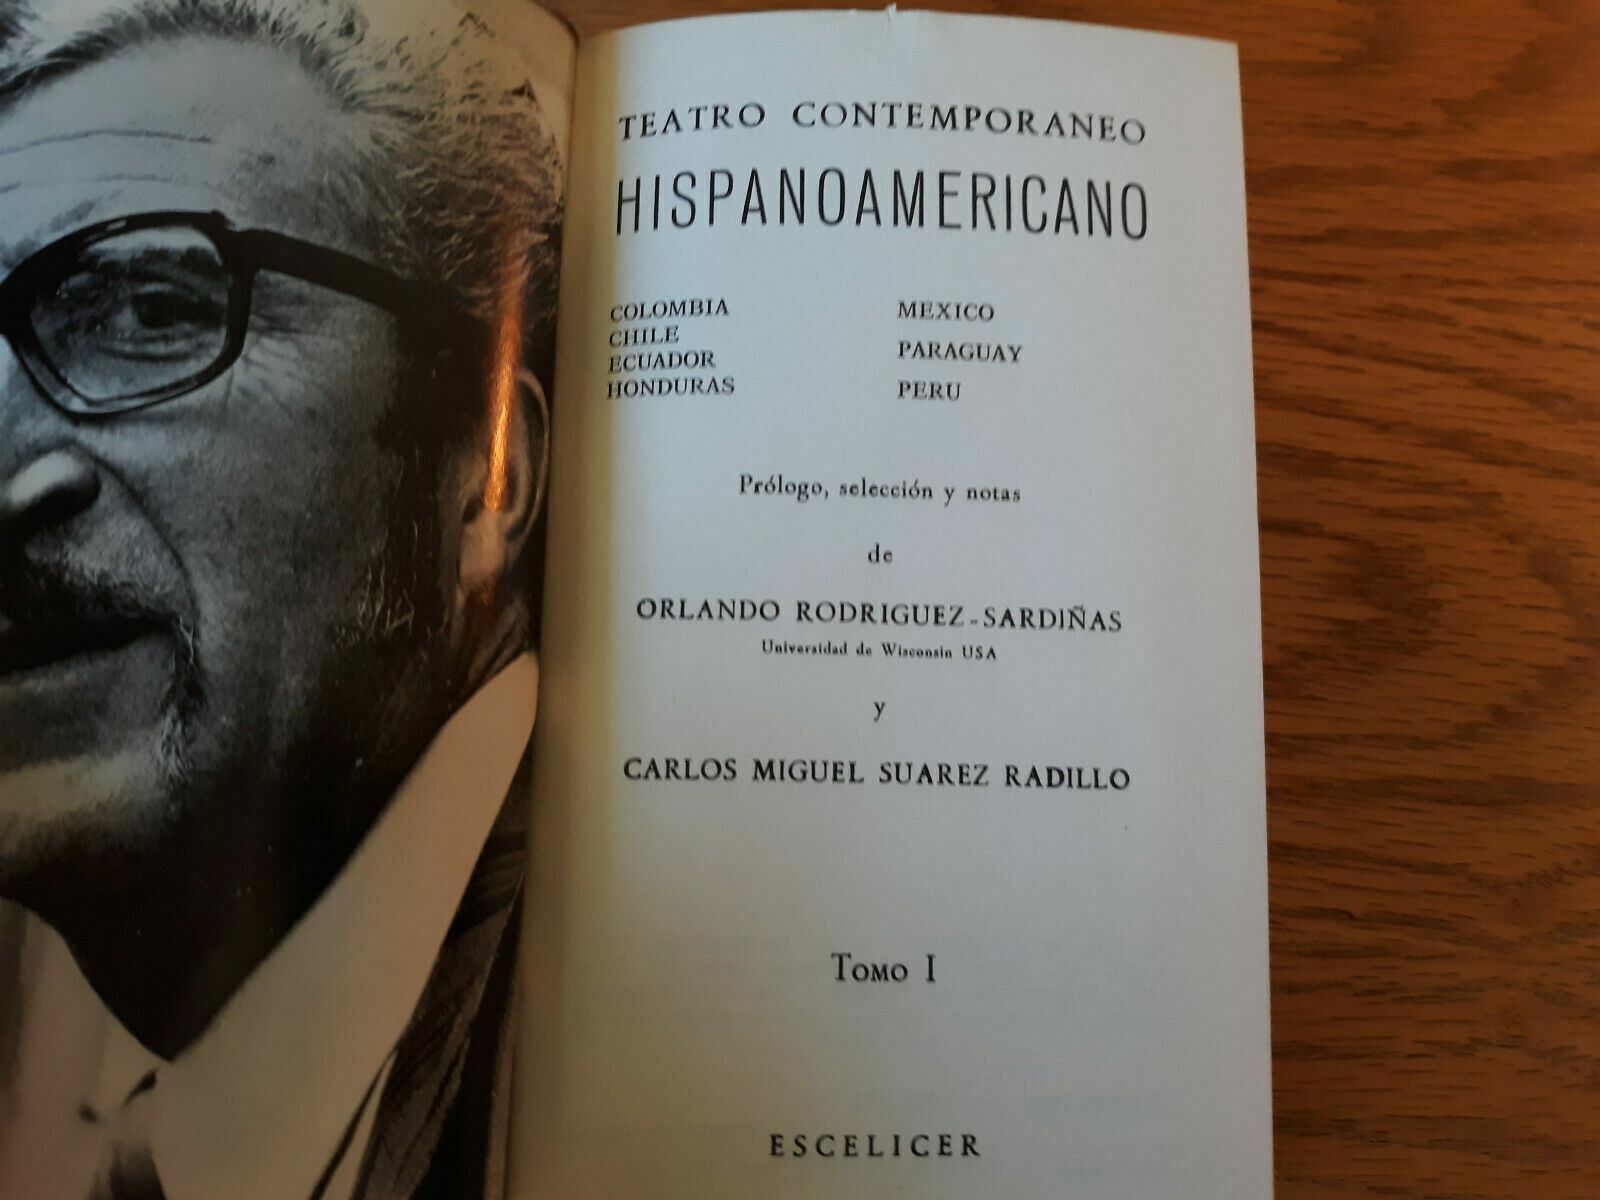 TEATRO CONTEMPORANEO
HISPANOAMERICANO
COLOMBIA
CHILE
ECUADOR
HONDURAS
MEXICO
PARAGUAY
PERU
Prólogo, selección y notas
de
ORLANDO RODRIGUEZ-SARDIÑAS
Universidad de Wisconsin USA
y
CARLOS MIGUEL SUAREZ RADILLO
TOMO I
ESCELICER